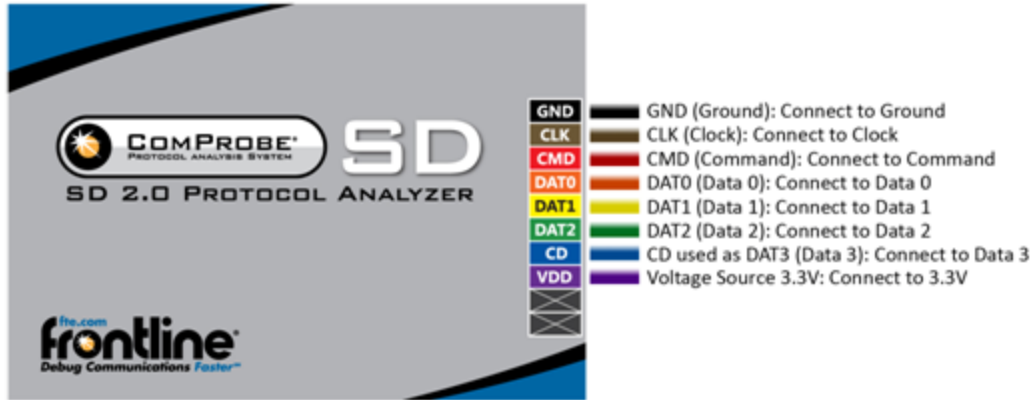 COMPROBE® SD
PROTOCOL ANALYSIS SYSTEM
SD 2.0 PROTOCOL ANALYZER
GND GND (Ground): Connect to Ground
CLK CLK (Clock): Connect to Clock
CMD CMD (Command): Connect to Command
DAT0 DAT0 (Data 0): Connect to Data 0
DAT1 DAT1 (Data 1): Connect to Data 1
DAT2 DAT2 (Data 2): Connect to Data 2
CD CD used as DAT3 (Data 3): Connect to Data 3
VDD Voltage Source 3.3V: Connect to 3.3V
fte.com
frontline®
Debug Communications Faster℠